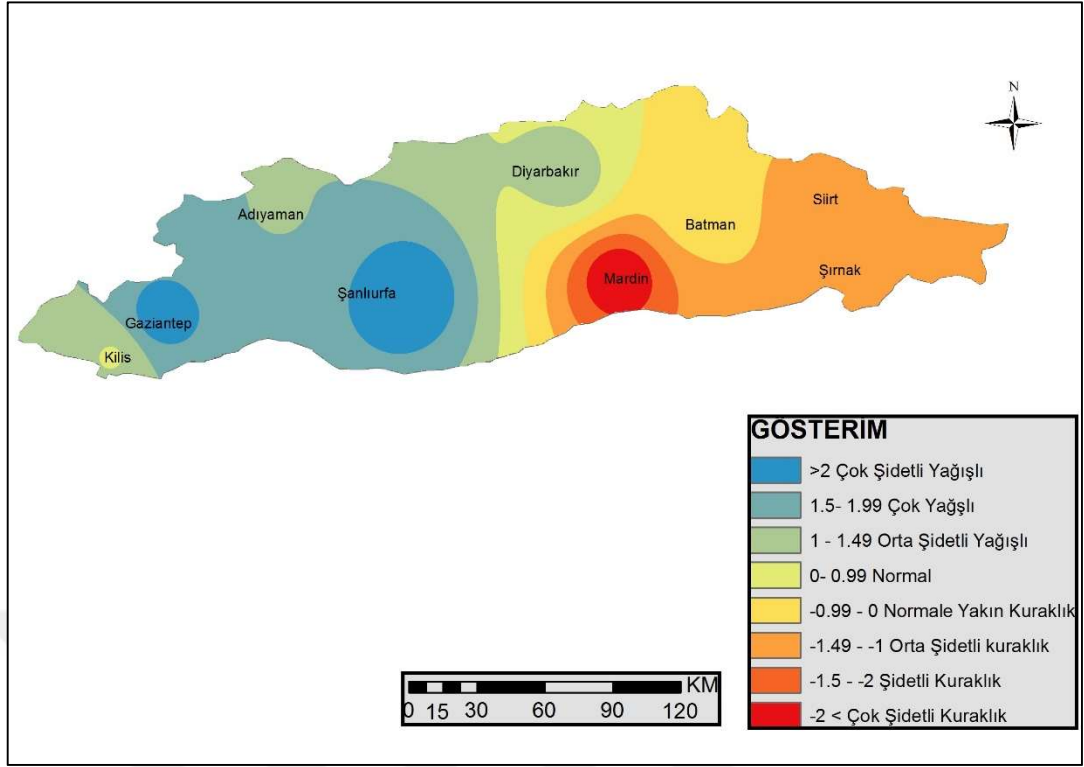 N
Diyarbakır
Siirt
Adıyaman
Batman
Şırnak
Mardin
Şanlıurfa
Gaziantep
Kilis
GÖSTERİM
>2 Çok Şidetli Yağışlı
1.5- 1.99 Çok Yağşlı
1 - 1.49 Orta Şidetli Yağışlı
0- 0.99 Normal
-0.99 - 0 Normale Yakın Kuraklık
-1.49 - -1 Orta Şidetli kuraklık
-1.5 - -2 Şidetli Kuraklık
-2 < Çok Şidetli Kuraklık
KM
0 15 30 60 90 120